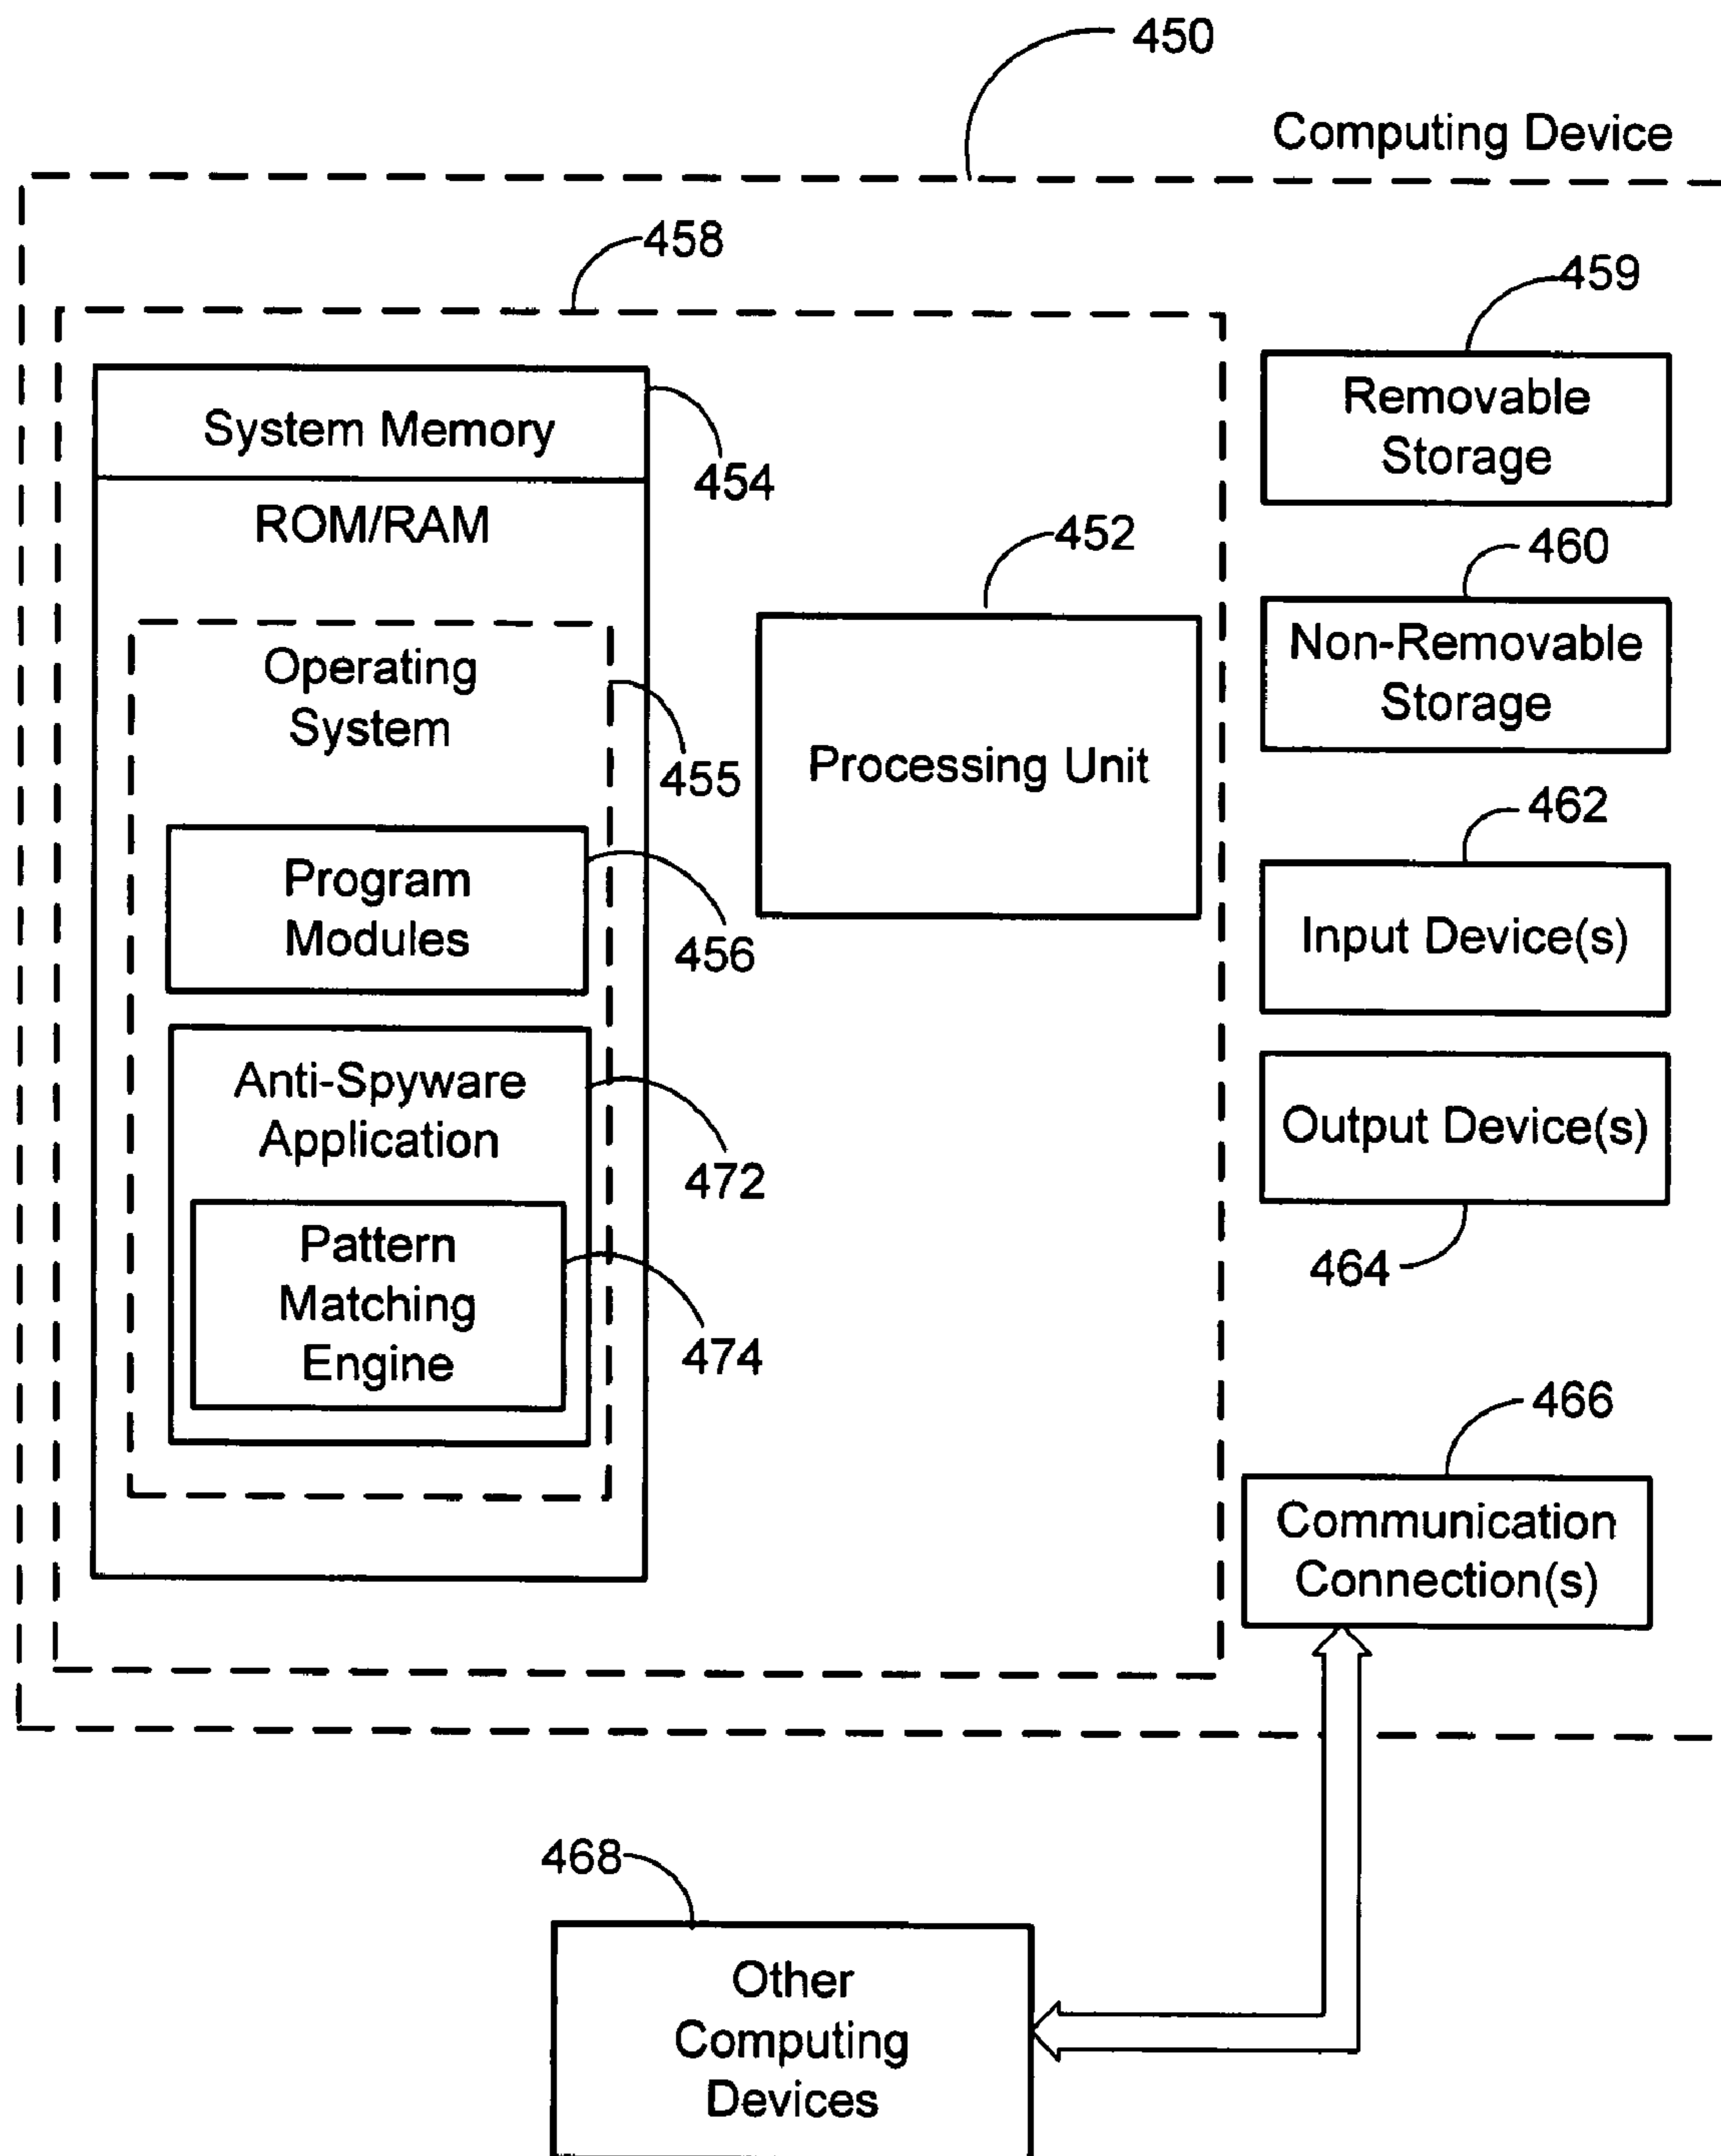 450
Computing Device
458
459
System Memory
454
ROM/RAM
Removable
Storage
452
460
Operating
System
455
Processing Unit
Non-Removable
Storage
462
Program
Modules
456
Input Device(s)
Anti-Spyware
Application
472
Output Device(s)
464
Pattern
Matching
Engine
474
466
Communication
Connection(s)
468
Other
Computing
Devices